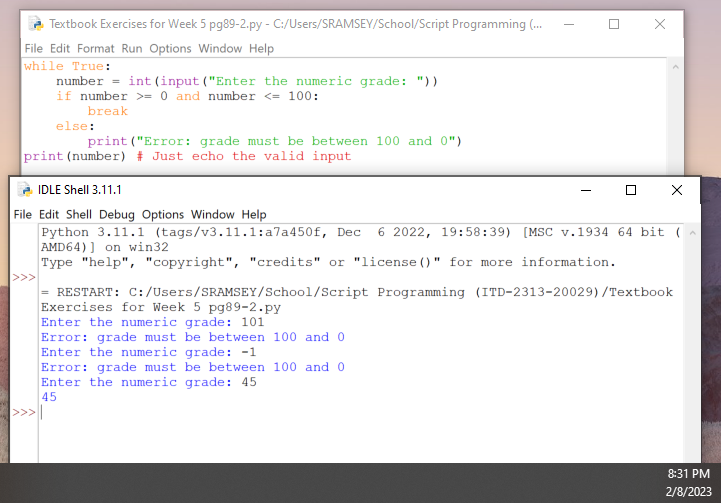 Textbook Exercises for Week 5 pg89-2.py - C:/Users/SRAMSEY/School/Script Programming (...
File Edit Format Run Options Window Help
while True:
    number = int(input("Enter the numeric grade: "))
    if number >= 0 and number <= 100:
        break
    else:
        print("Error: grade must be between 100 and 0")
print(number) # Just echo the valid input
IDLE Shell 3.11.1
File Edit Shell Debug Options Window Help
Python 3.11.1 (tags/v3.11.1:a7a450f, Dec  6 2022, 19:58:39) [MSC v.1934 64 bit (
AMD64)] on win32
Type "help", "copyright", "credits" or "license()" for more information.
>>>
= RESTART: C:/Users/SRAMSEY/School/Script Programming (ITD-2313-20029)/Textbook
Exercises for Week 5 pg89-2.py
Enter the numeric grade: 101
Error: grade must be between 100 and 0
Enter the numeric grade: -1
Error: grade must be between 100 and 0
Enter the numeric grade: 45
45
>>>
8:31 PM
2/8/2023